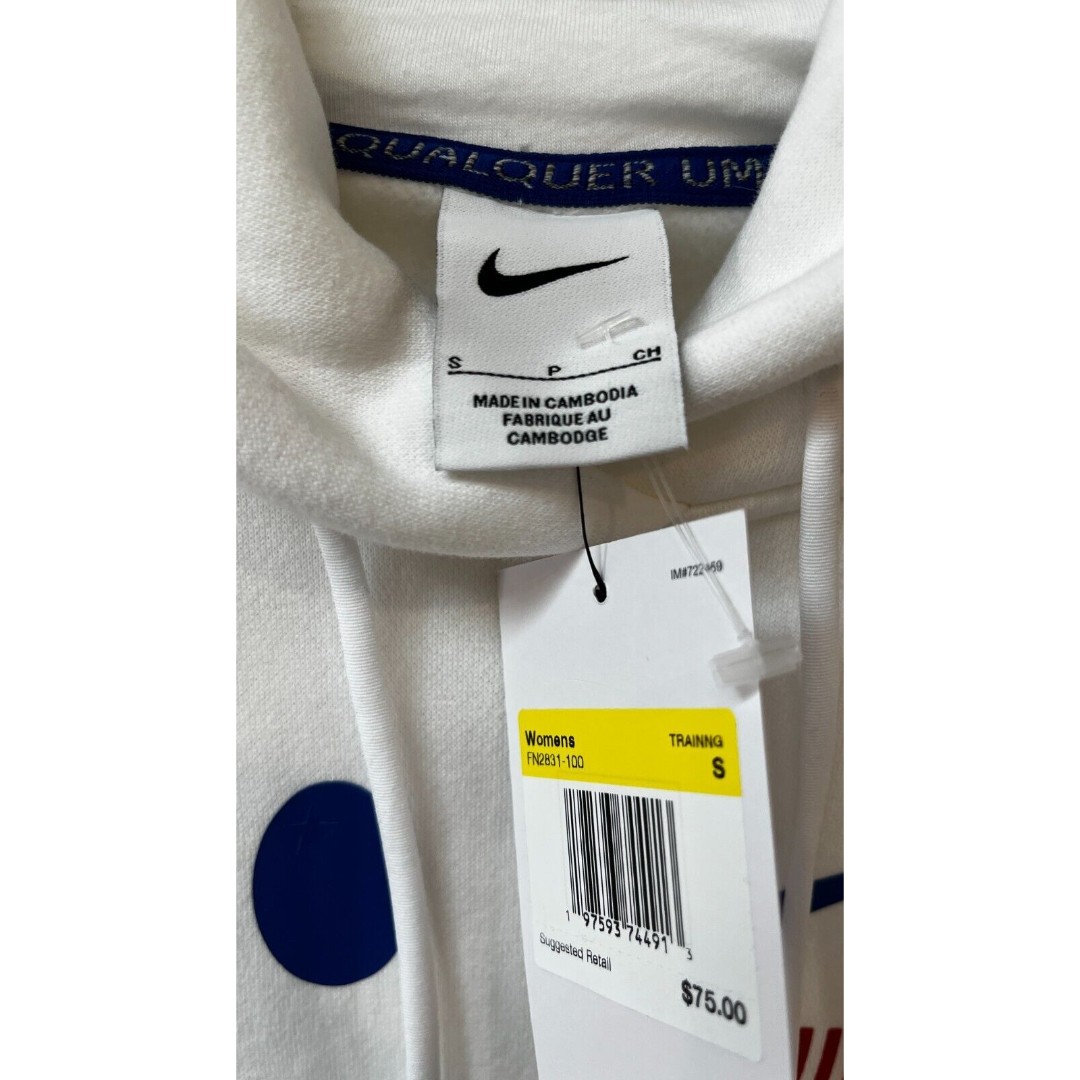 QUALQUER UM
S P CH
MADE IN CAMBODIA
FABRIQUE AU
CAMBODGE
Womens TRAINNG
FN2831-100 S
1 97593 74491 3
Suggested Retail
$75.00